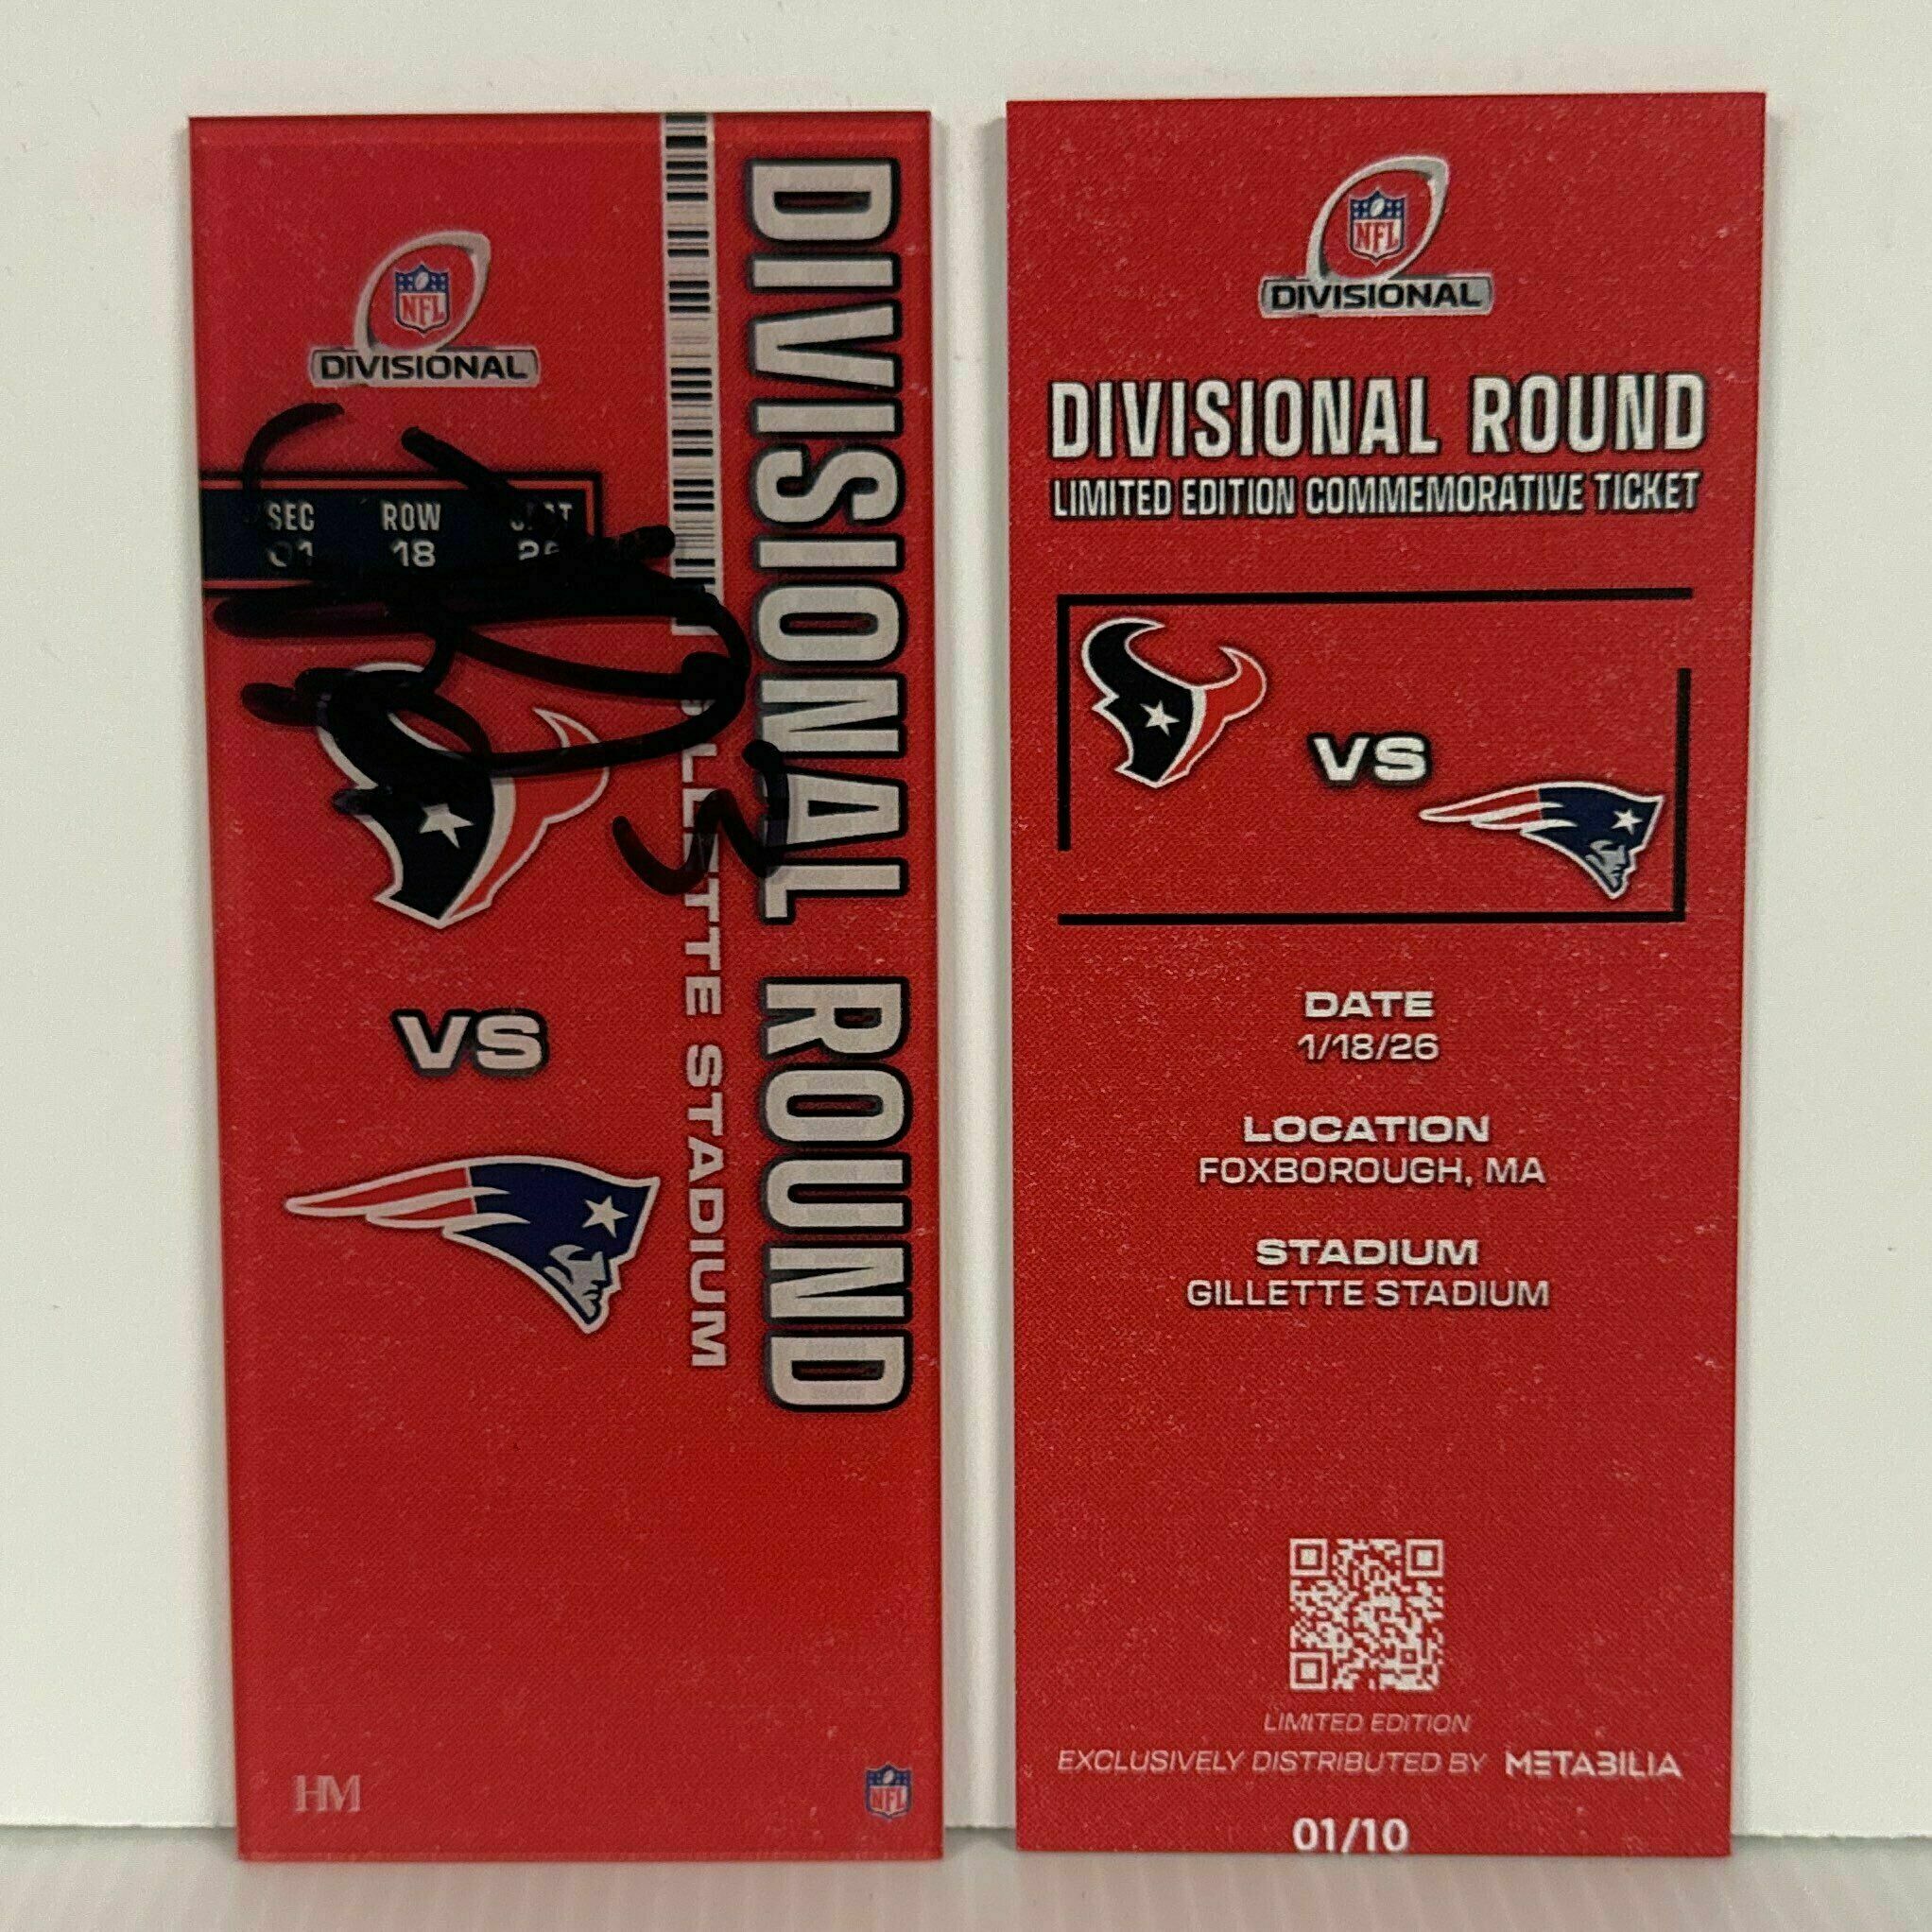 NFL
DIVISIONAL
SEC ROW
01 18
VS
DIVISIONAL ROUND
STADIUM
HM
NFL
NFL
DIVISIONAL
DIVISIONAL ROUND
LIMITED EDITION COMMEMORATIVE TICKET
VS
DATE
1/18/26
LOCATION
FOXBOROUGH, MA
STADIUM
GILLETTE STADIUM
LIMITED EDITION
EXCLUSIVELY DISTRIBUTED BY METABILIA
01/10